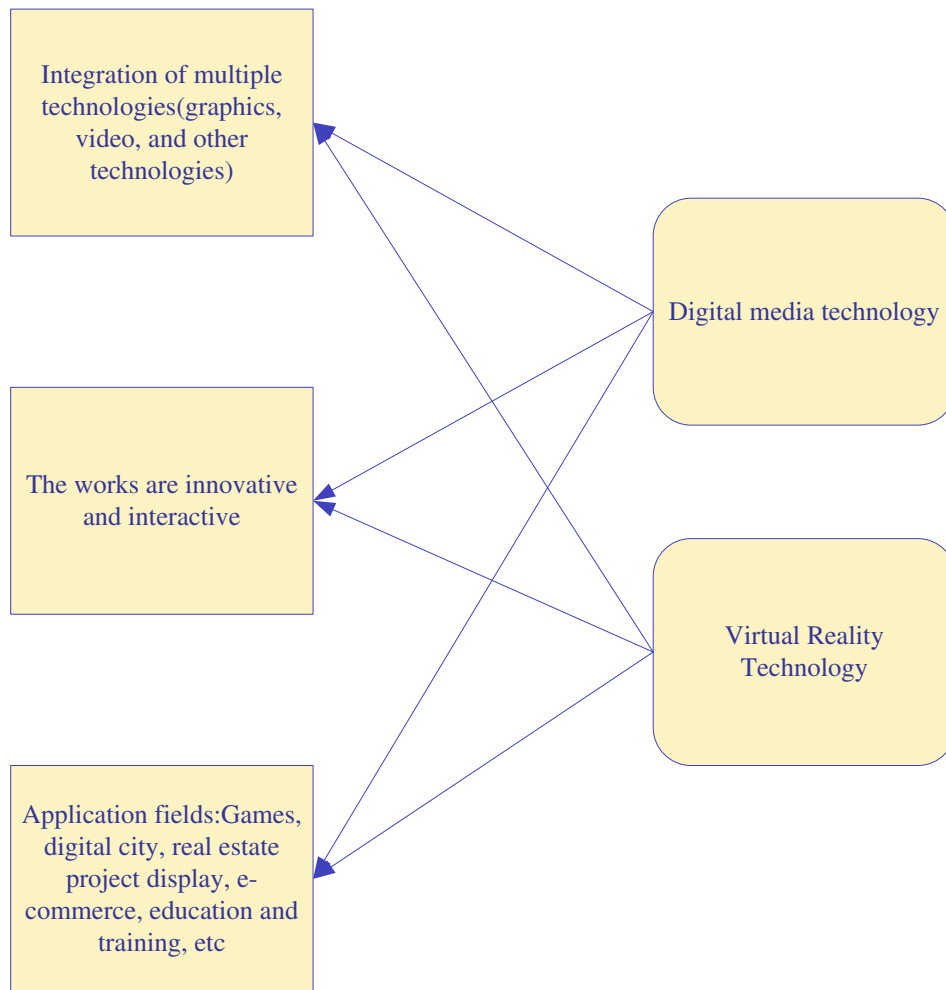 Integration of multiple
technologies(graphics,
video, and other
technologies)
Digital media technology
The works are innovative
and interactive
Virtual Reality
Technology
Application fields:Games,
digital city, real estate
project display, e-
commerce, education and
training, etc